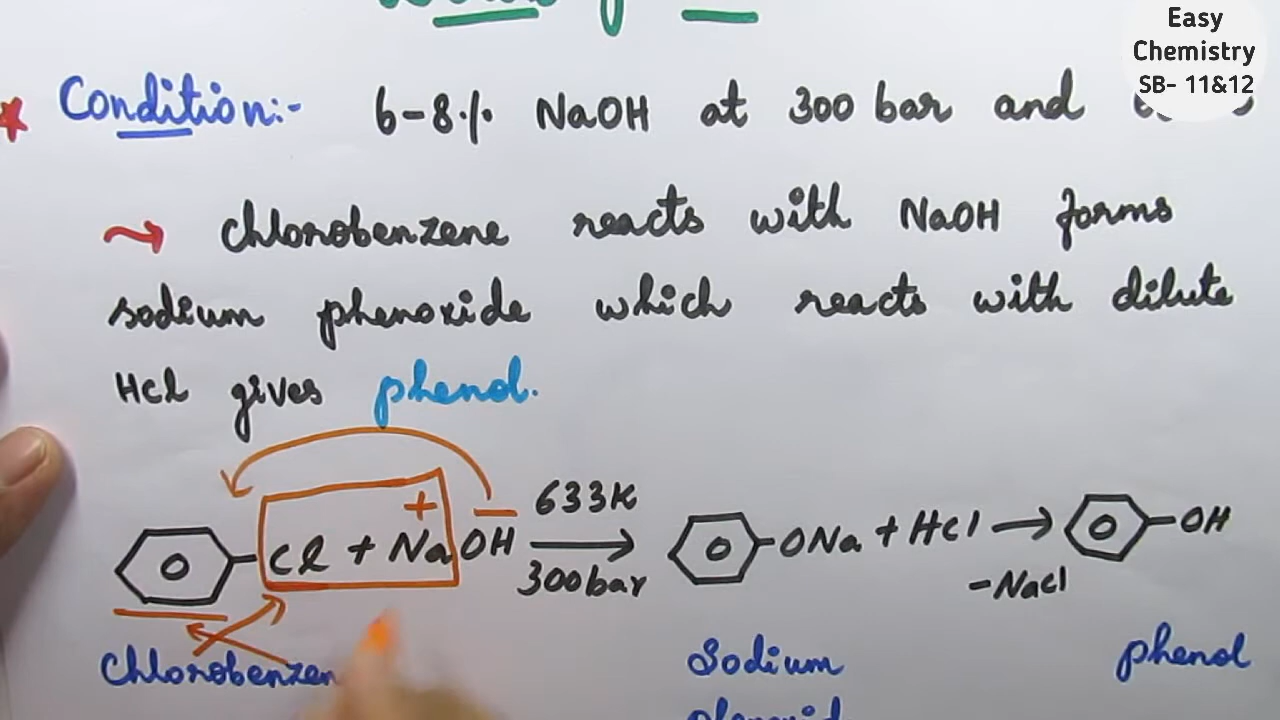 Easy
Chemistry
SB- 11&12
Condition:- 6-8% NaOH at 300 bar and
Chlorobenzene reacts with NaOH forms
sodium phenoxide which reacts with dilute
HCl gives phenol.
+
633K
Cl + NaOH ONa + HCl OH
300bar -NaCl
Chlorobenzen
Sodium phenol